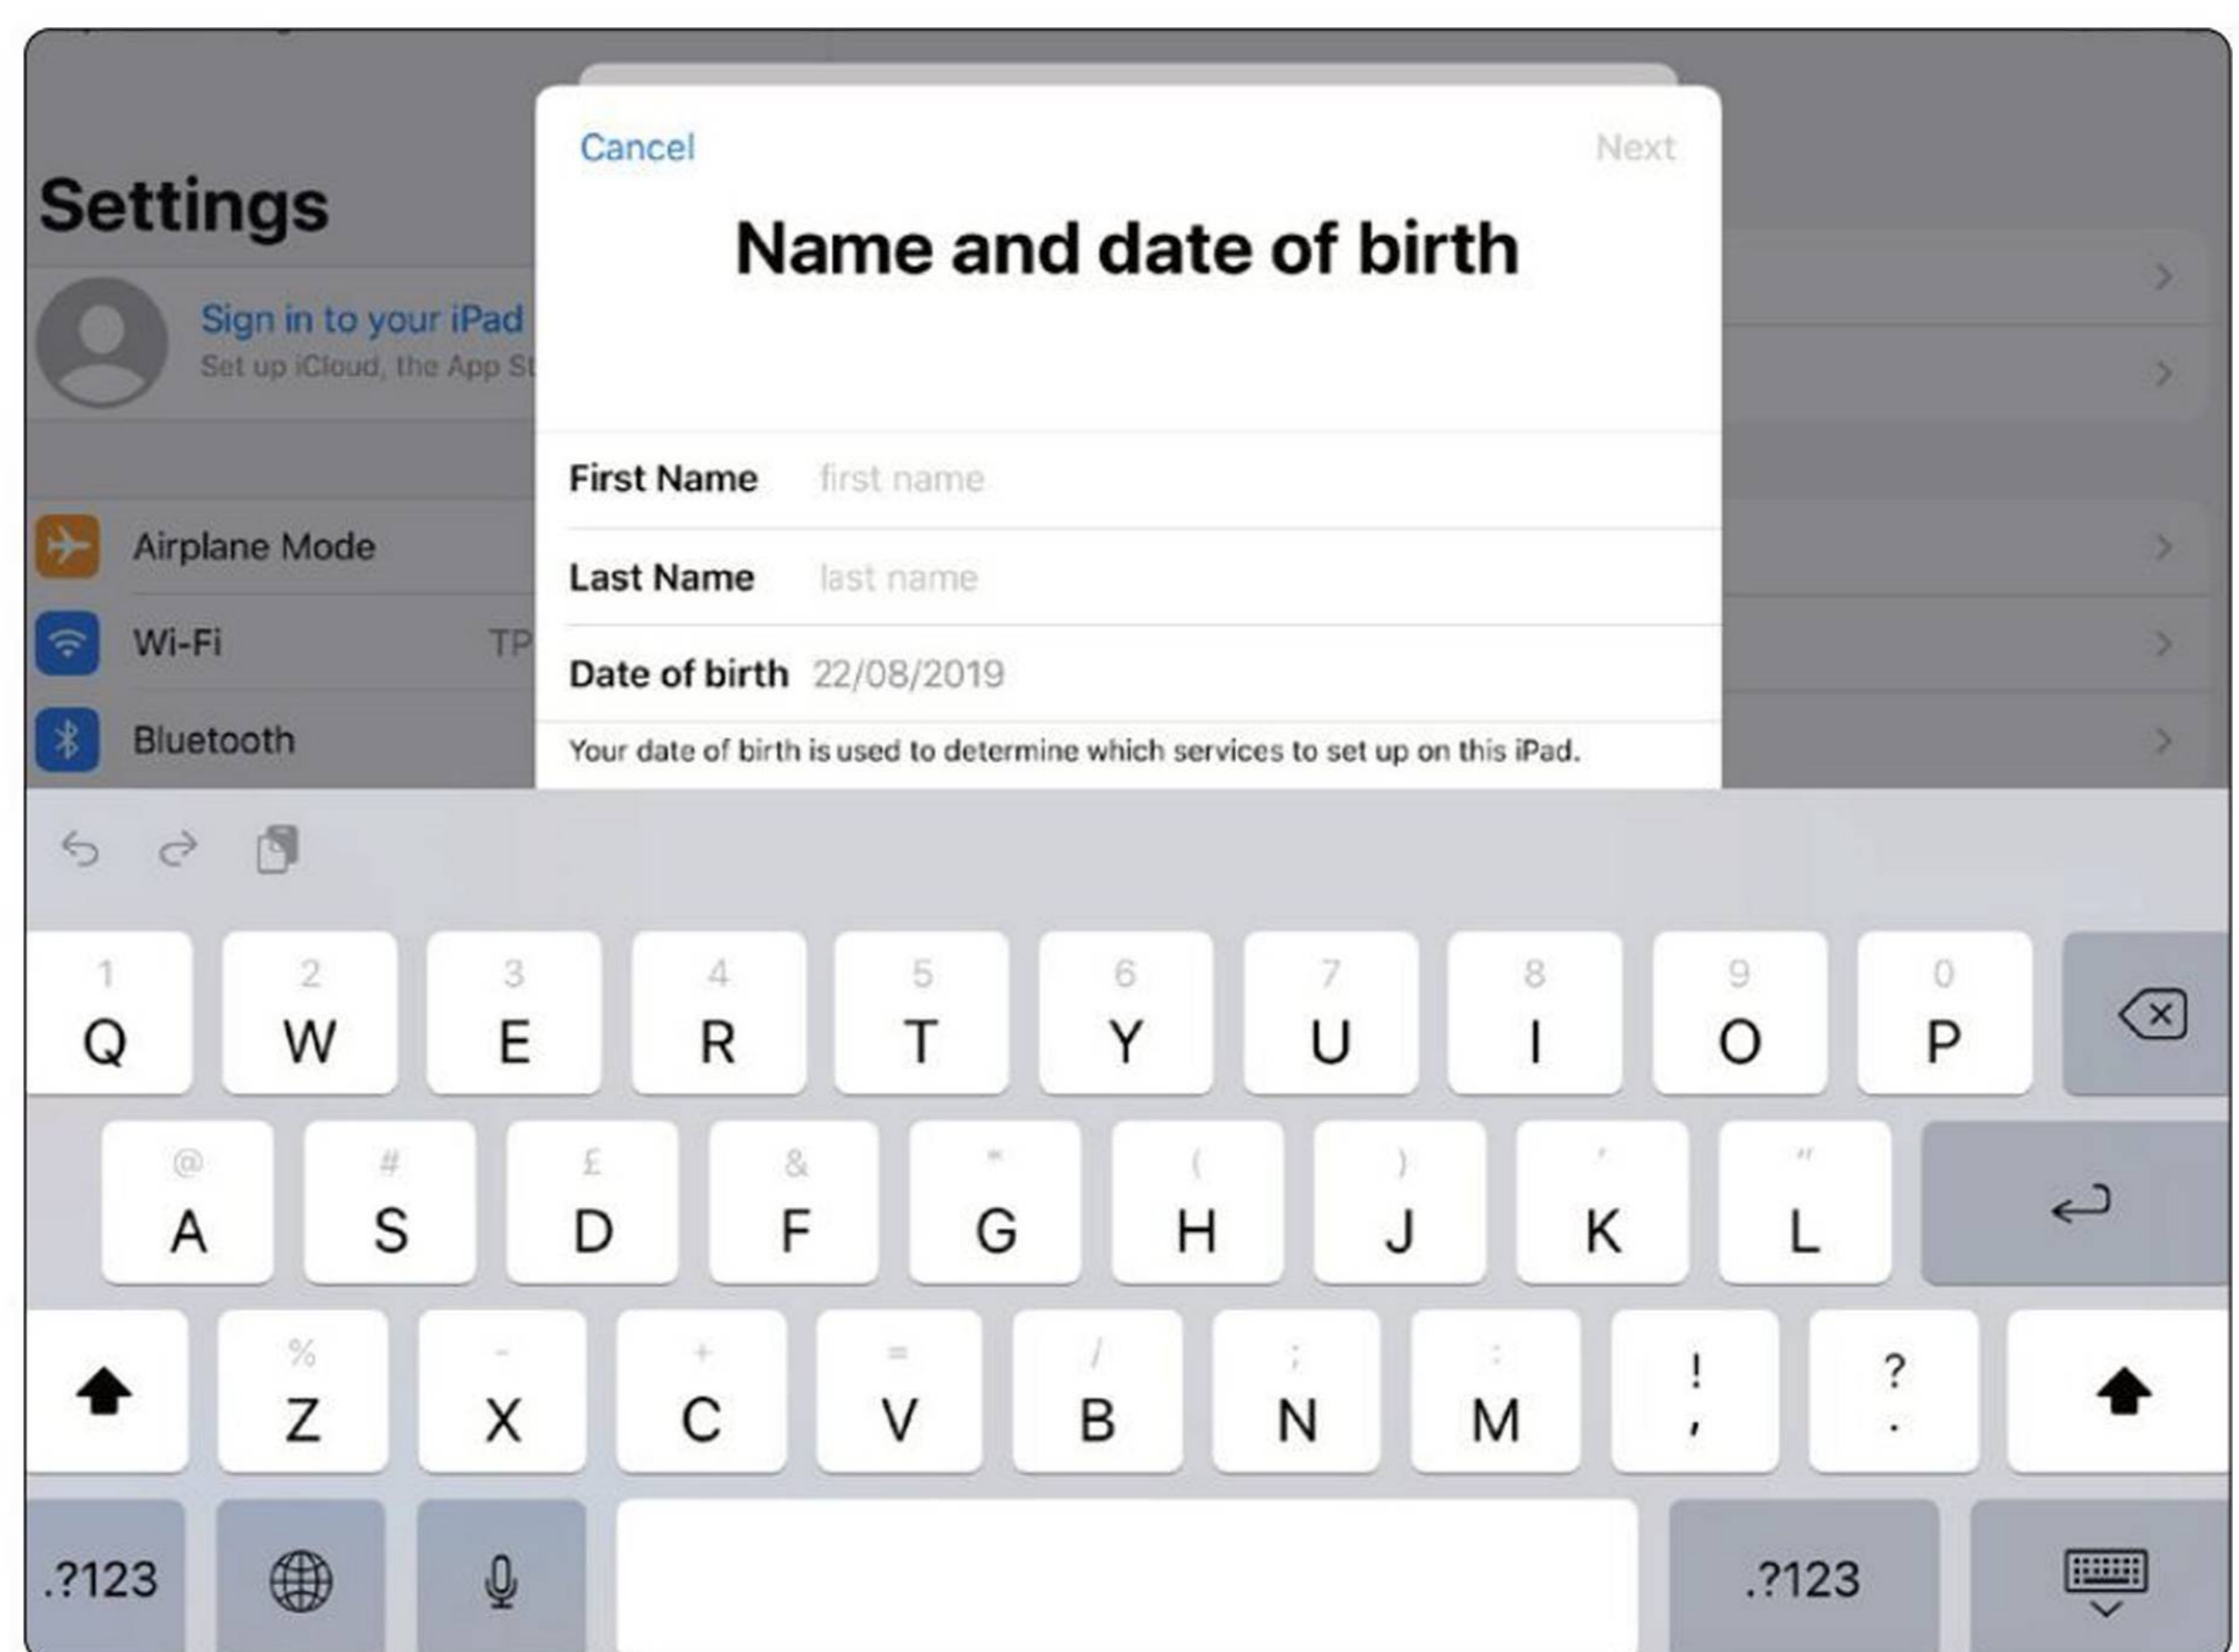 Cancel
Next
Name and date of birth
Settings
Sign in to your iPad
Set up iCloud, the App St
First Name first name
Airplane Mode
Last Name last name
Wi-Fi TP
Date of birth 22/08/2019
Bluetooth
Your date of birth is used to determine which services to set up on this iPad.
1 2 3 4 5 6 7 8 9 0
Q W E R T Y U I O P
@ # £ & * ( ) ' "
A S D F G H J K L
% - + = / ; : ! ?
Z X C V B N M , .
.?123 .?123